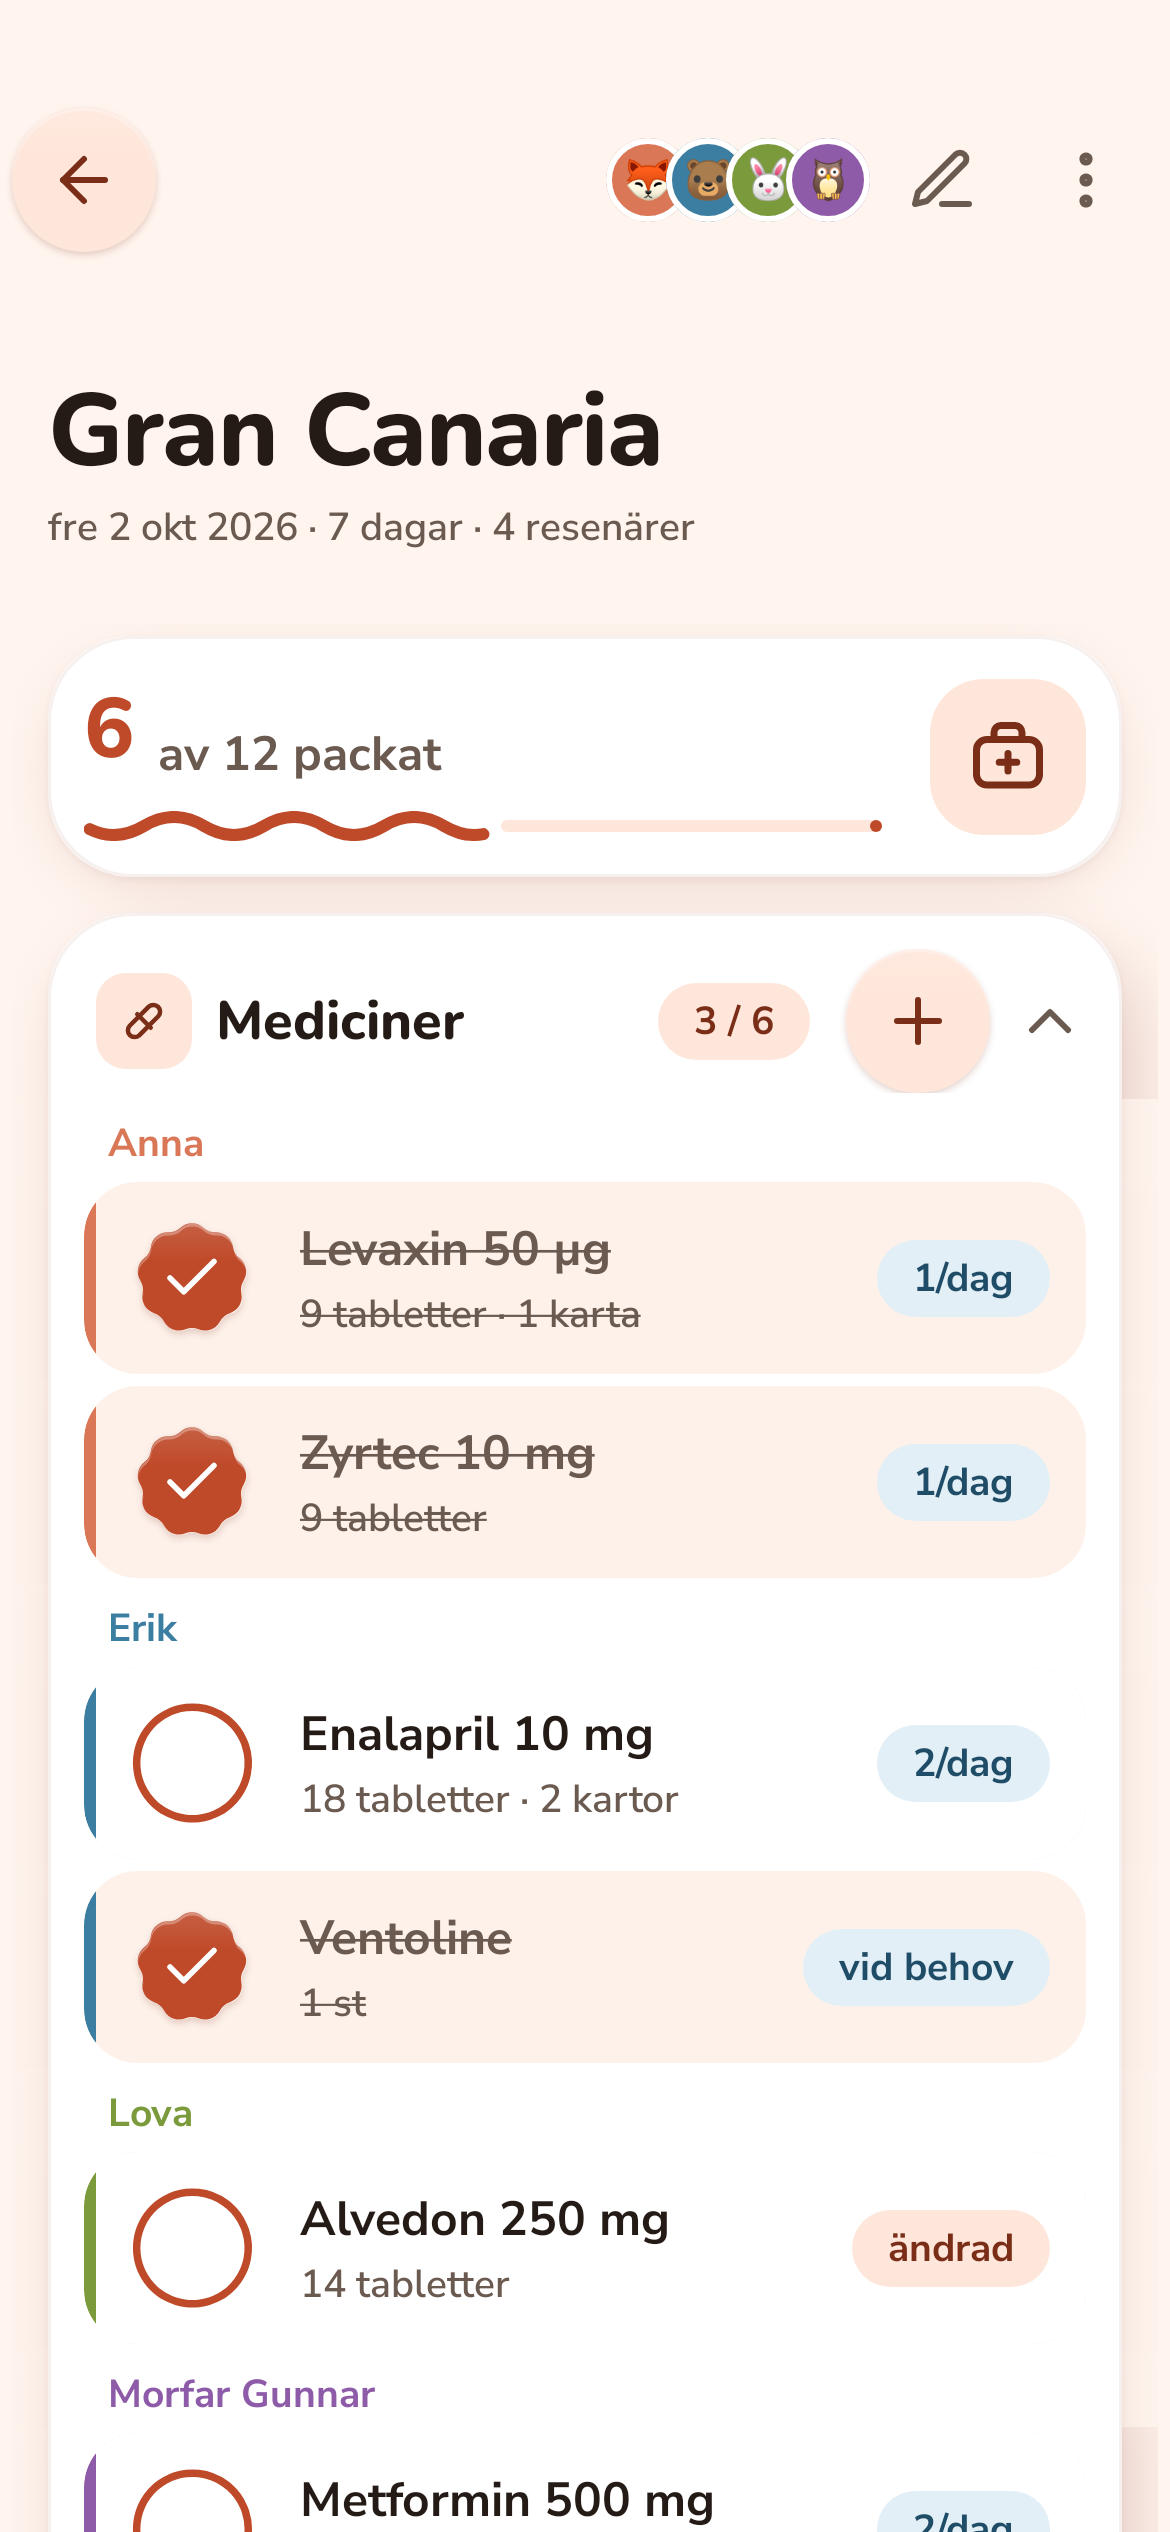 Gran Canaria
fre 2 okt 2026 · 7 dagar · 4 resenärer
6 av 12 packat
Mediciner 3 / 6
Anna
Levaxin 50 µg 1/dag
9 tabletter · 1 karta
Zyrtec 10 mg 1/dag
9 tabletter
Erik
Enalapril 10 mg 2/dag
18 tabletter · 2 kartor
Ventoline vid behov
1 st
Lova
Alvedon 250 mg ändrad
14 tabletter
Morfar Gunnar
Metformin 500 mg 2/dag